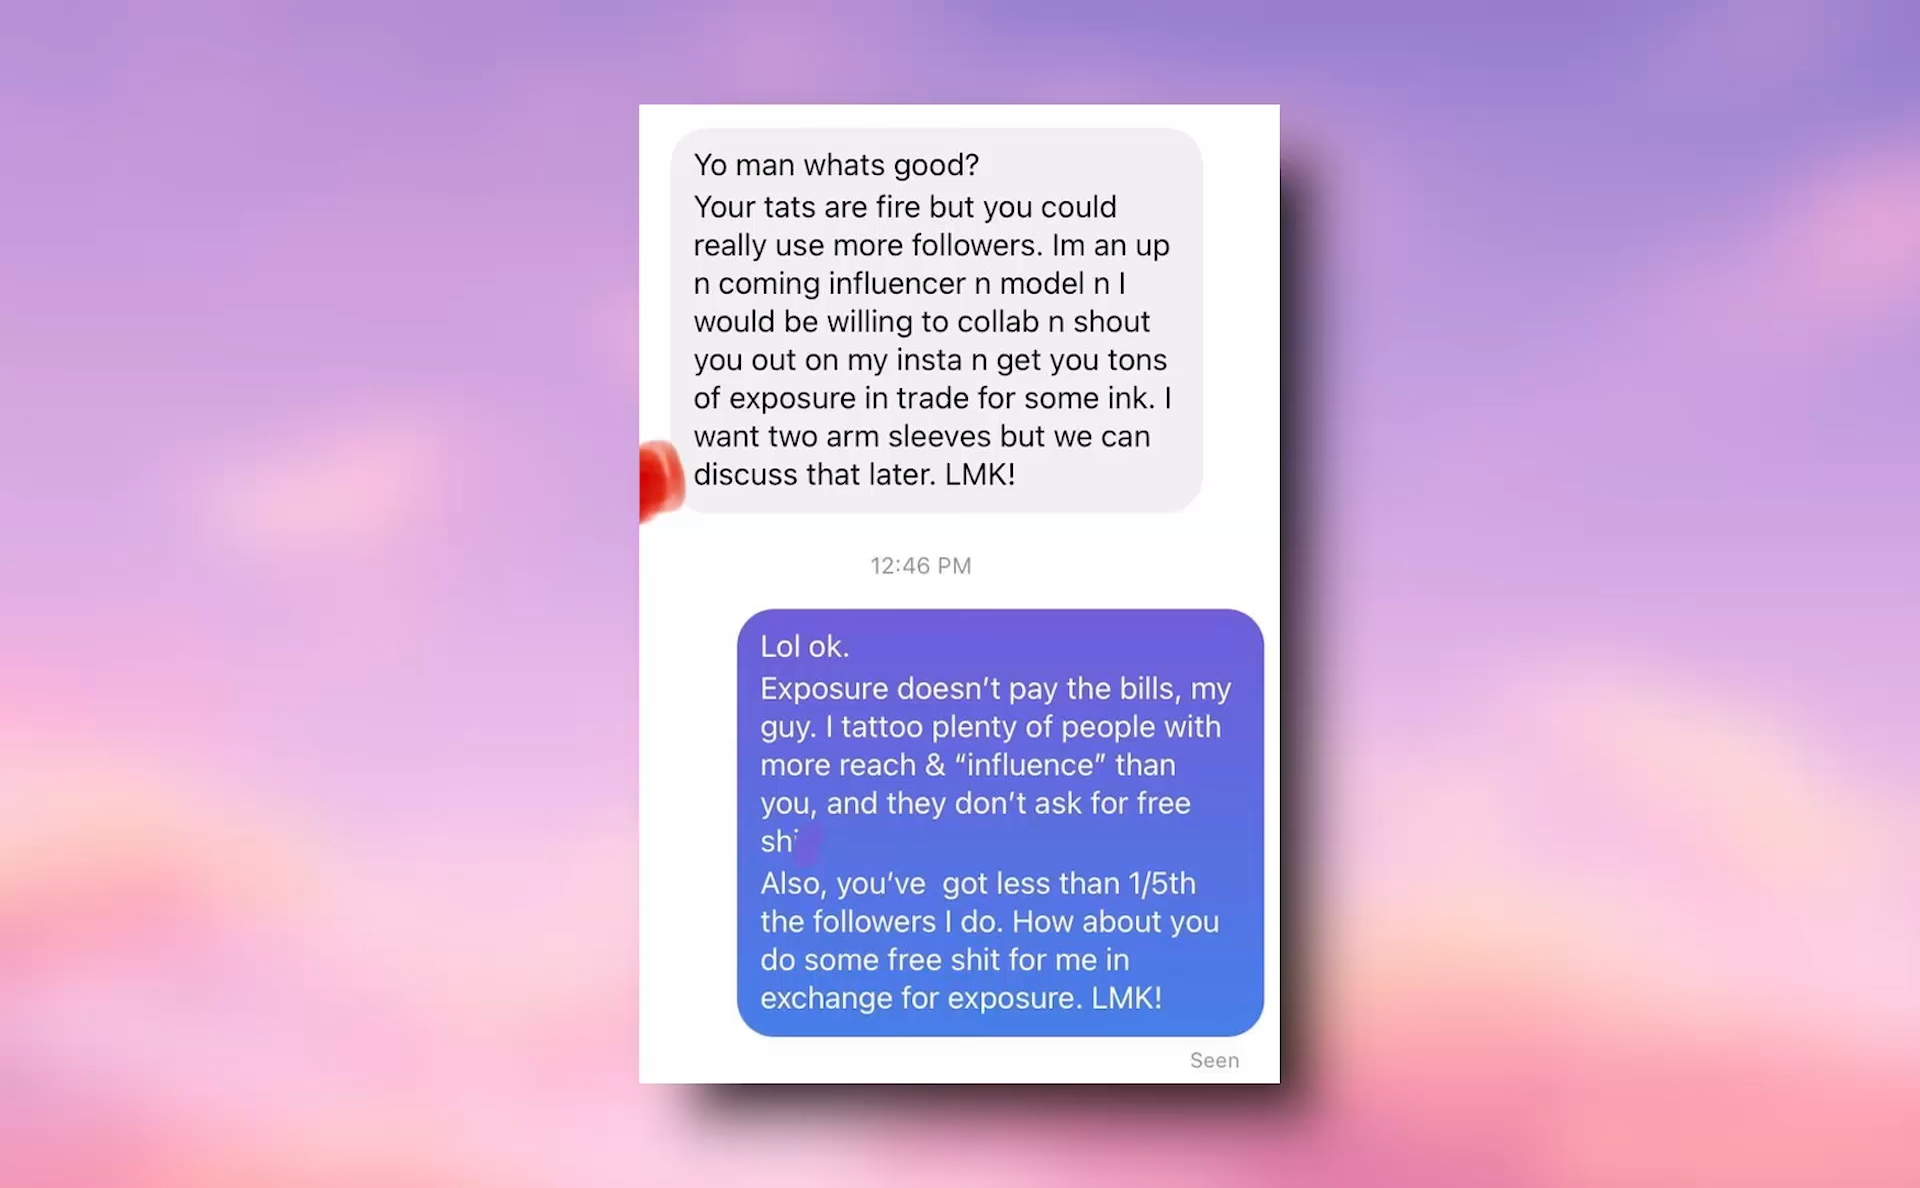 Yo man whats good?
Your tats are fire but you could
really use more followers. Im an up
n coming influencer n model n I
would be willing to collab n shout
you out on my insta n get you tons
of exposure in trade for some ink. I
want two arm sleeves but we can
discuss that later. LMK!
12:46 PM
Lol ok.
Exposure doesn’t pay the bills, my
guy. I tattoo plenty of people with
more reach & “influence” than
you, and they don’t ask for free
Also, you’ve  got less than 1/5th
the followers I do. How about you
do some free shit for me in
exchange for exposure. LMK!
Seen